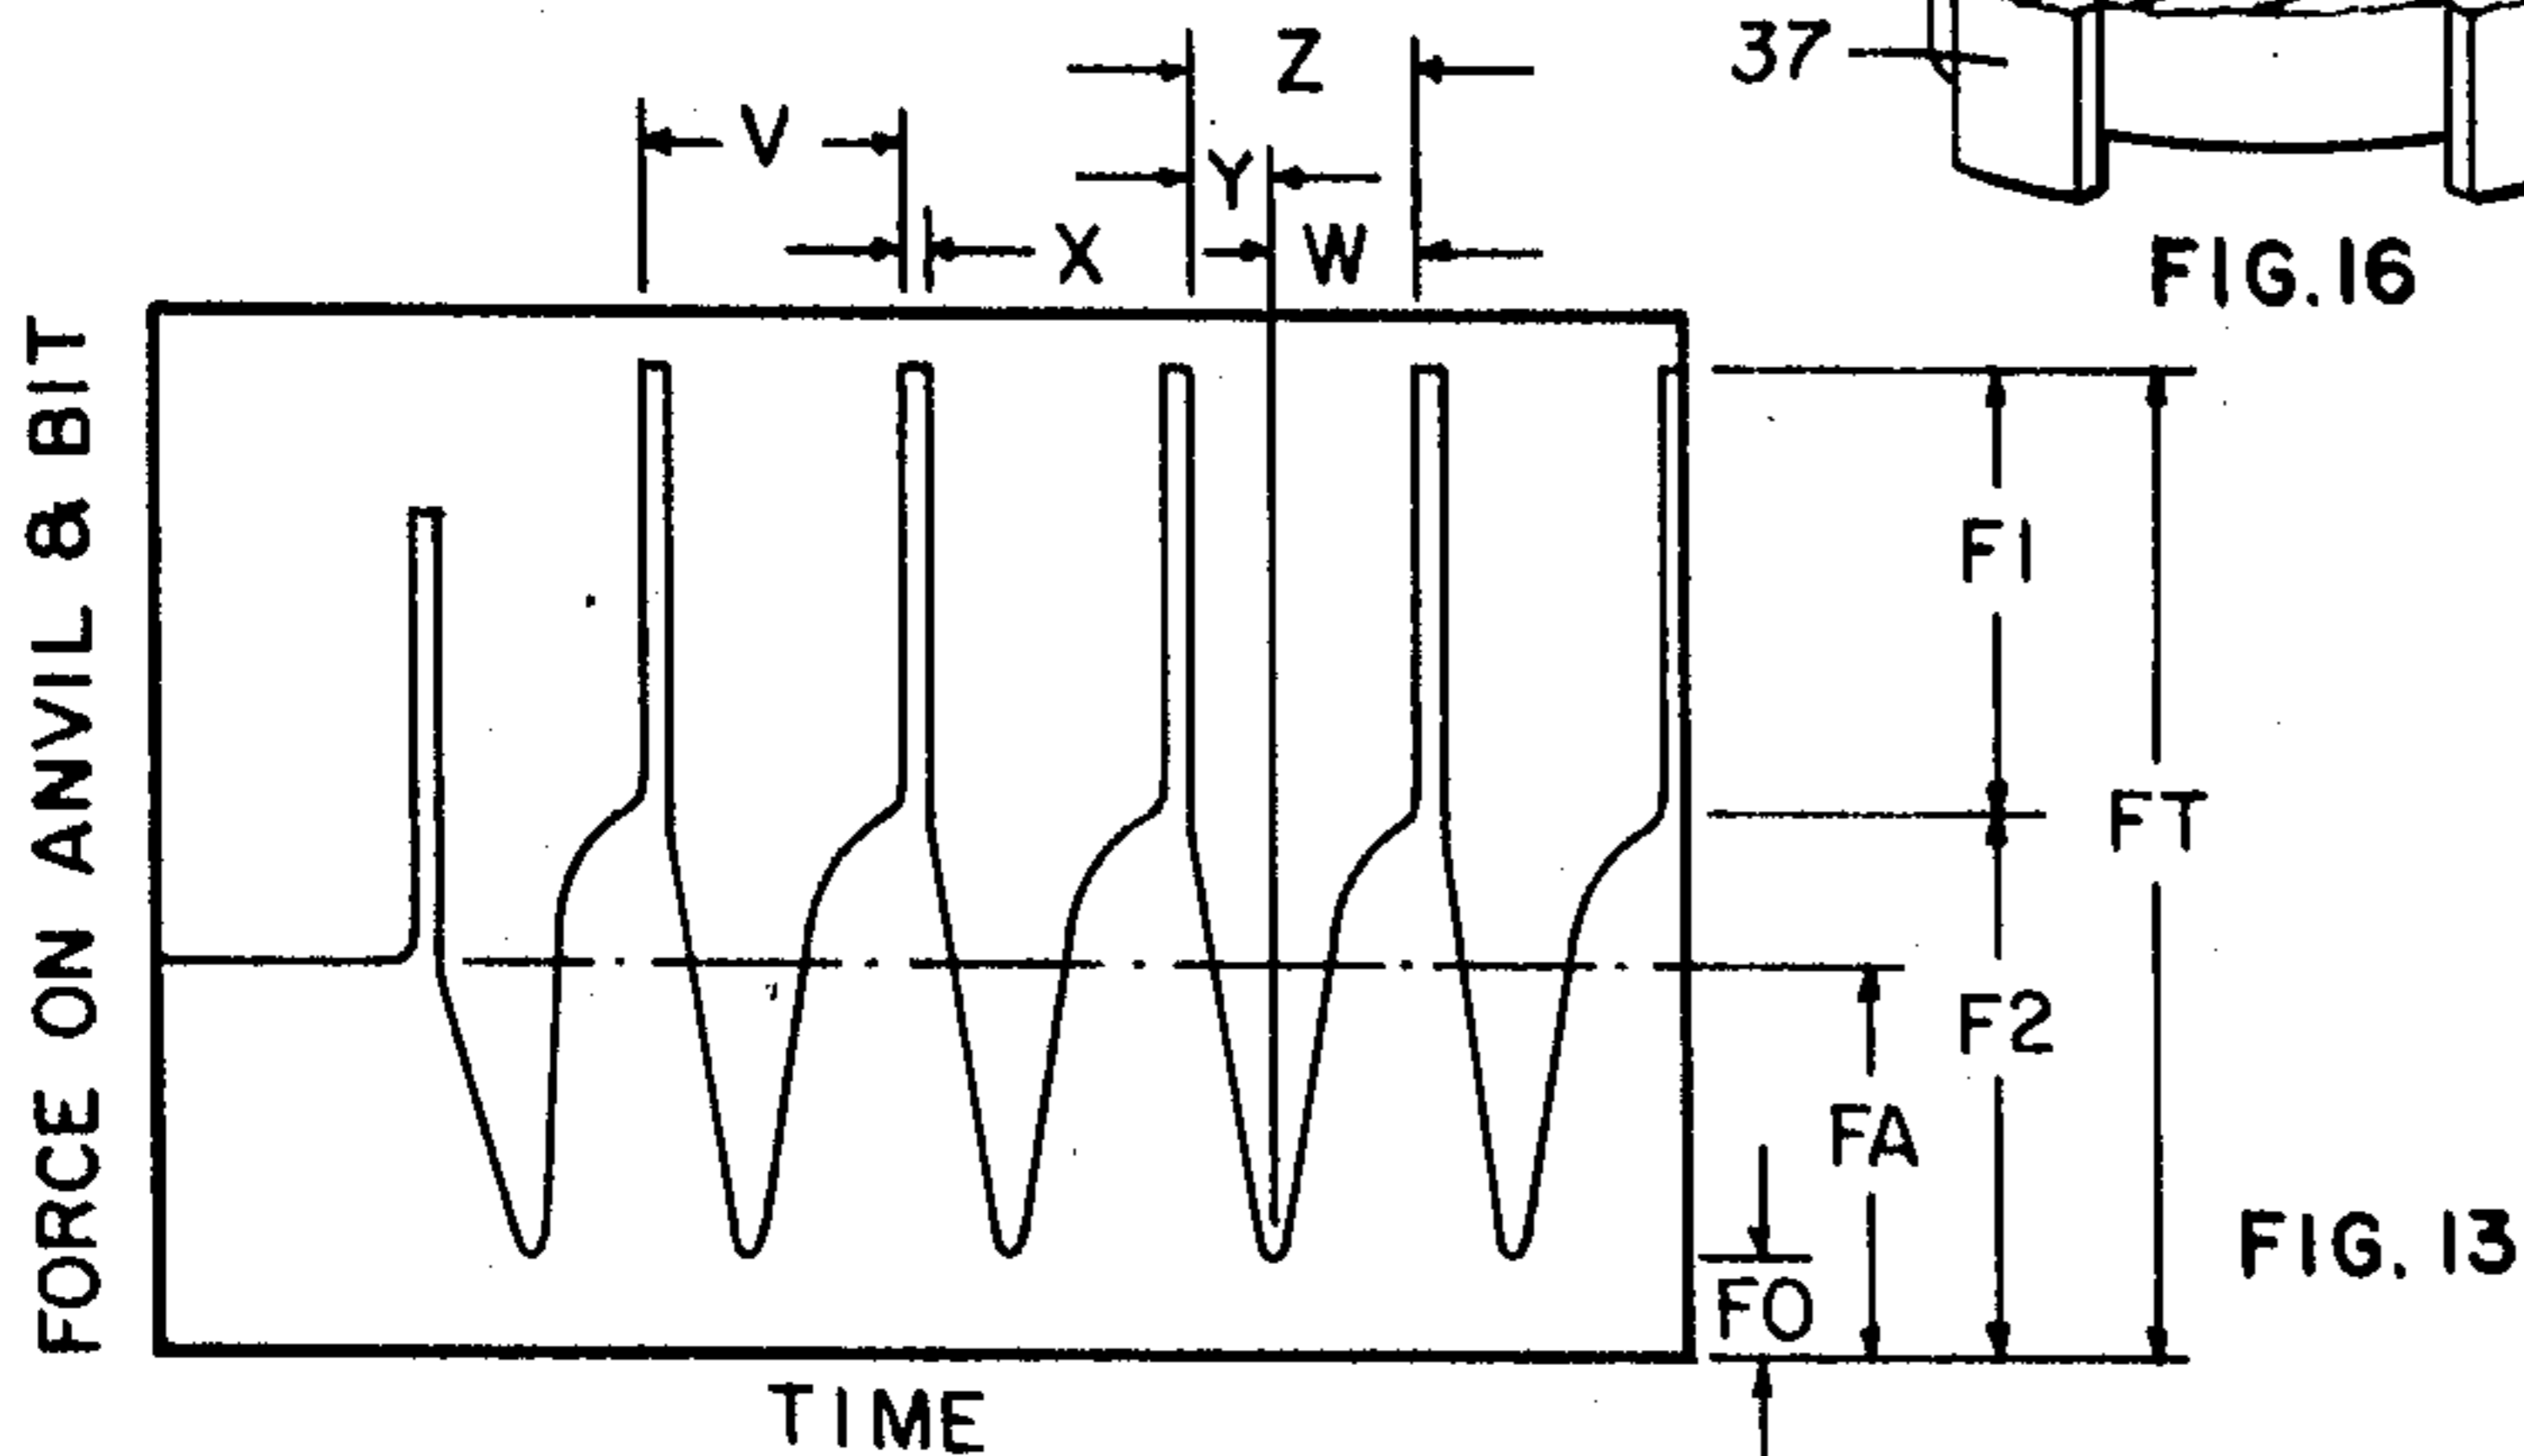 37
FIG.16
Z
V
Y
X
W
FORCE ON ANVIL & BIT
F1
FT
F2
FA
FO
FIG. 13
TIME